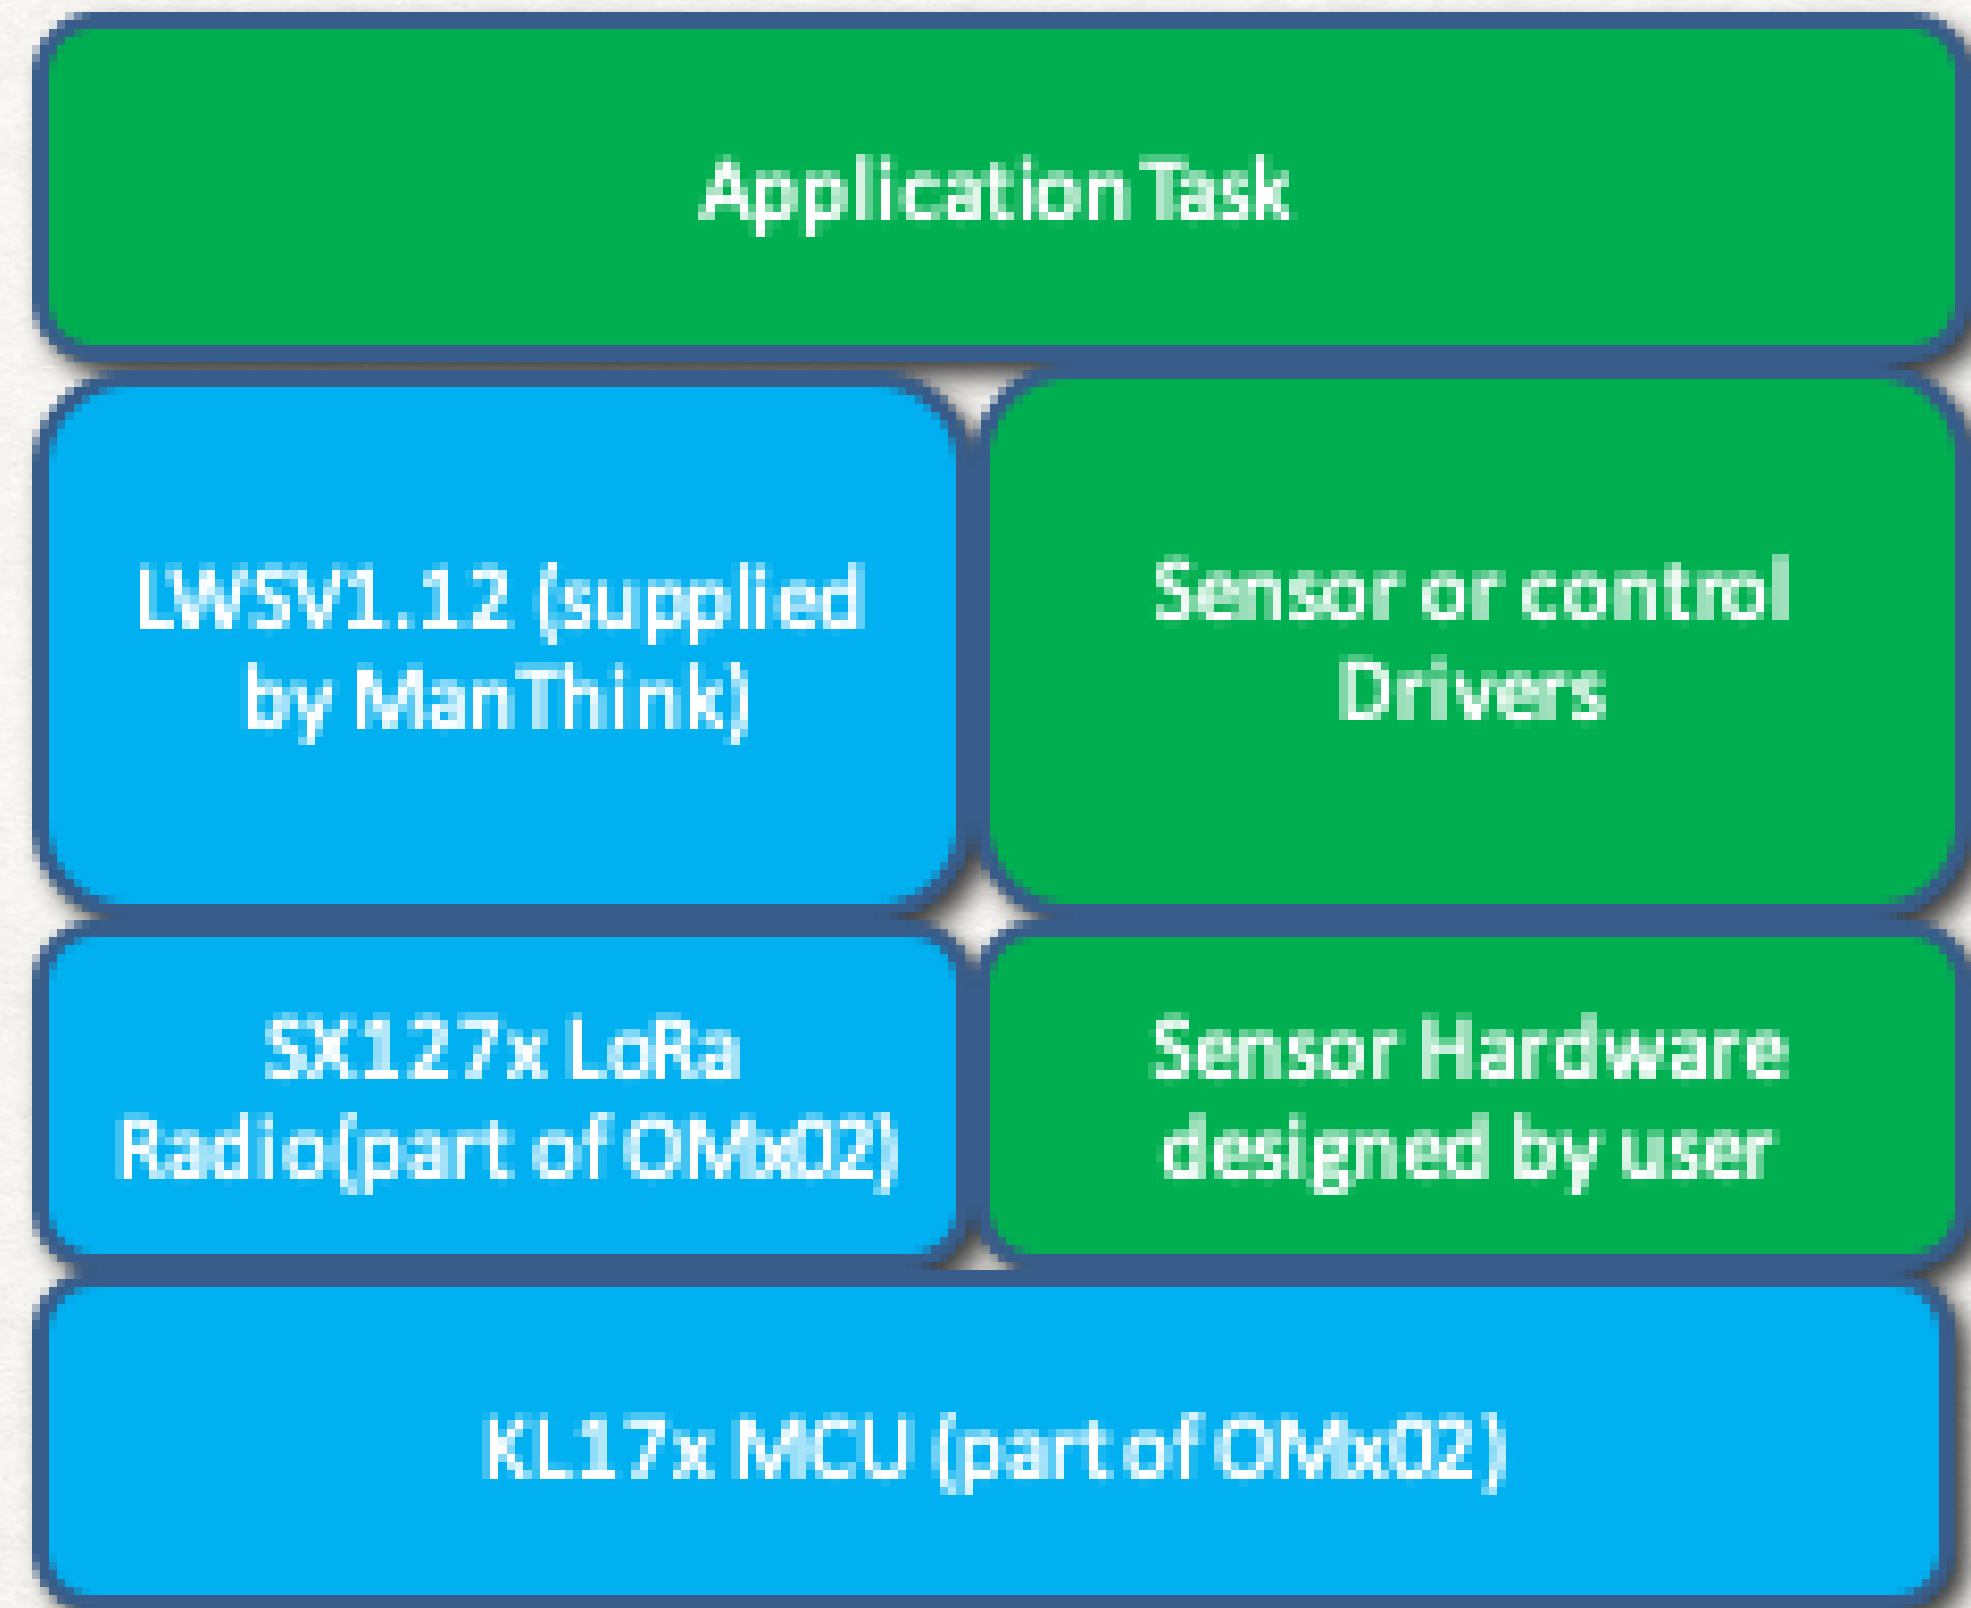 Application Task
LWSV1.12 (supplied
by ManThink)
Sensor or control
Drivers
SX127x LoRa
Radio(part of OMx02)
Sensor Hardware
designed by user
KL17x MCU (part of OMx02)